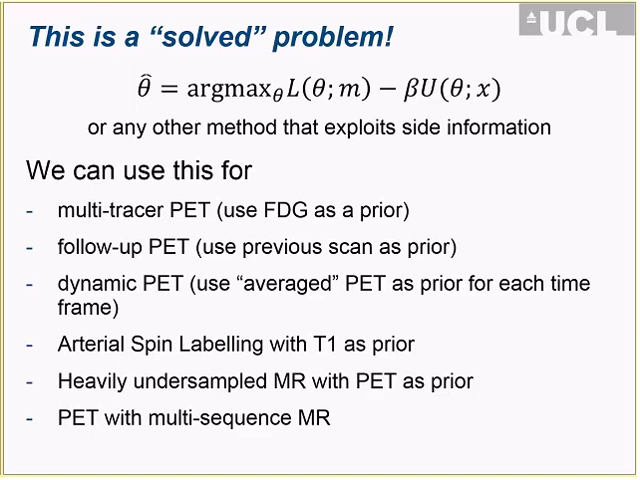 UCL
This is a “solved” problem!
θ̂ = argmax_θ L(θ; m) − βU(θ; x)
or any other method that exploits side information
We can use this for
- multi-tracer PET (use FDG as a prior)
- follow-up PET (use previous scan as prior)
- dynamic PET (use “averaged” PET as prior for each time
frame)
- Arterial Spin Labelling with T1 as prior
- Heavily undersampled MR with PET as prior
- PET with multi-sequence MR